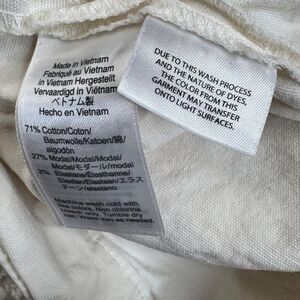 Made in Vietnam
Fabriqué au Vietnam
in Vietnam Hergestellt
Vervaardigd in Viëtnam
ベトナム製
Hecho en Vietnam
71% Cotton/Coton/
Baumwolle/Katoen/綿/
algodón
27% Modal/Modal/Modal/
Modal/モダール/modal
2% Elastane/Élasthanne/
Elastan/Elastaan/エラス
テーン/elastano
Machine wash cold with
like colors. Non chlorine
bleach only. Tumble dry
low. Warm iron as needed.
DUE TO THIS WASH PROCESS
AND THE NATURE OF DYES,
THE COLOR FROM THIS
GARMENT MAY TRANSFER
ONTO LIGHT SURFACES.